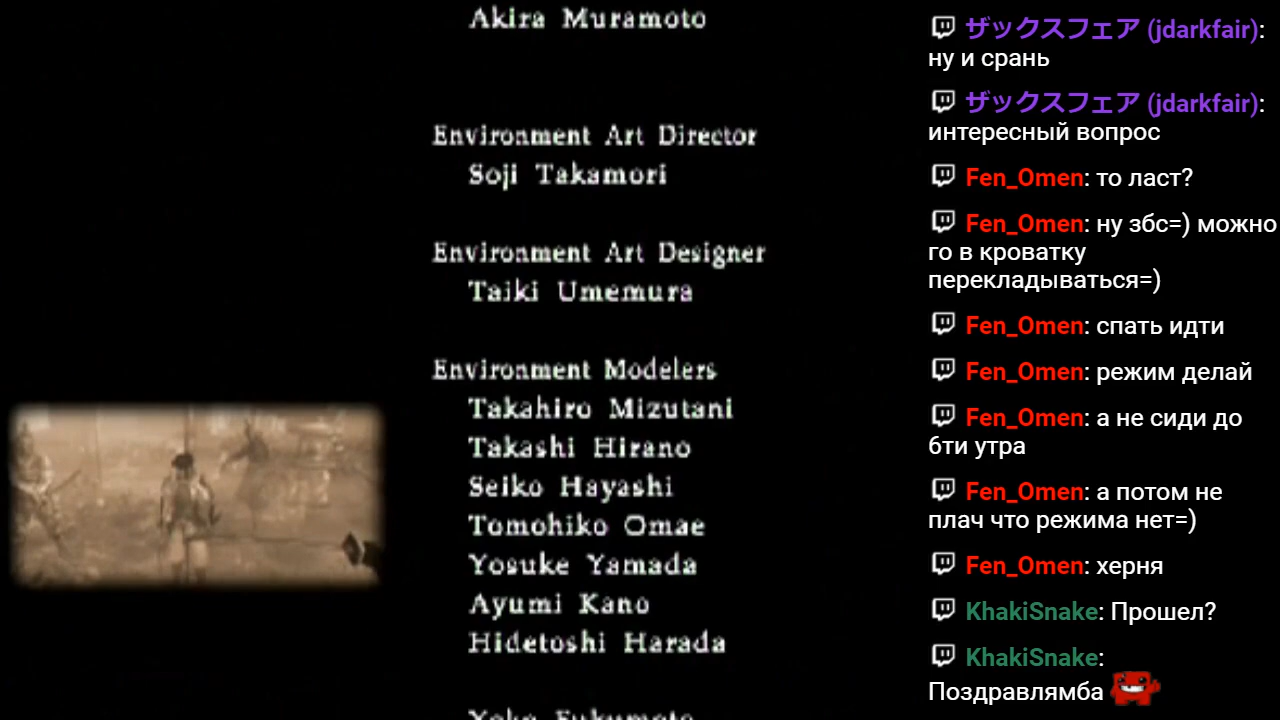 Akira Muramoto
Environment Art Director
Soji Takamori
Environment Art Designer
Taiki Umemura
Environment Modelers
Takahiro Mizutani
Takashi Hirano
Seiko Hayashi
Tomohiko Omae
Yosuke Yamada
Ayumi Kano
Hidetoshi Harada
Yoko Fukumoto
ザックスフェア (jdarkfair):
ну и срань
ザックスフェア (jdarkfair):
интересный вопрос
Fen_Omen: то ласт?
Fen_Omen: ну збс=) можно
го в кроватку
перекладываться=)
Fen_Omen: спать идти
Fen_Omen: режим делай
Fen_Omen: а не сиди до
6ти утра
Fen_Omen: а потом не
плач что режима нет=)
Fen_Omen: херня
KhakiSnake: Прошел?
KhakiSnake:
Поздравлямба